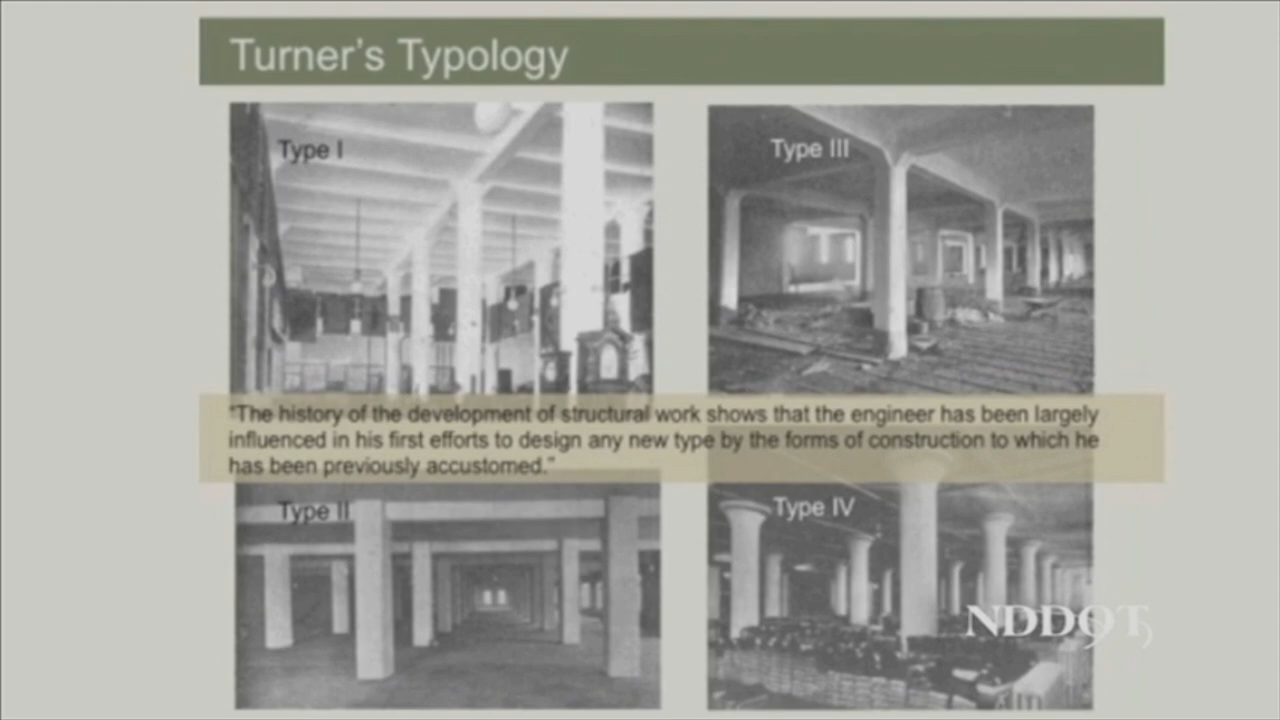 Turner's Typology
Type I
Type III
"The history of the development of structural work shows that the engineer has been largely
influenced in his first efforts to design any new type by the forms of construction to which he
has been previously accustomed."
Type II
Type IV
NDDOT